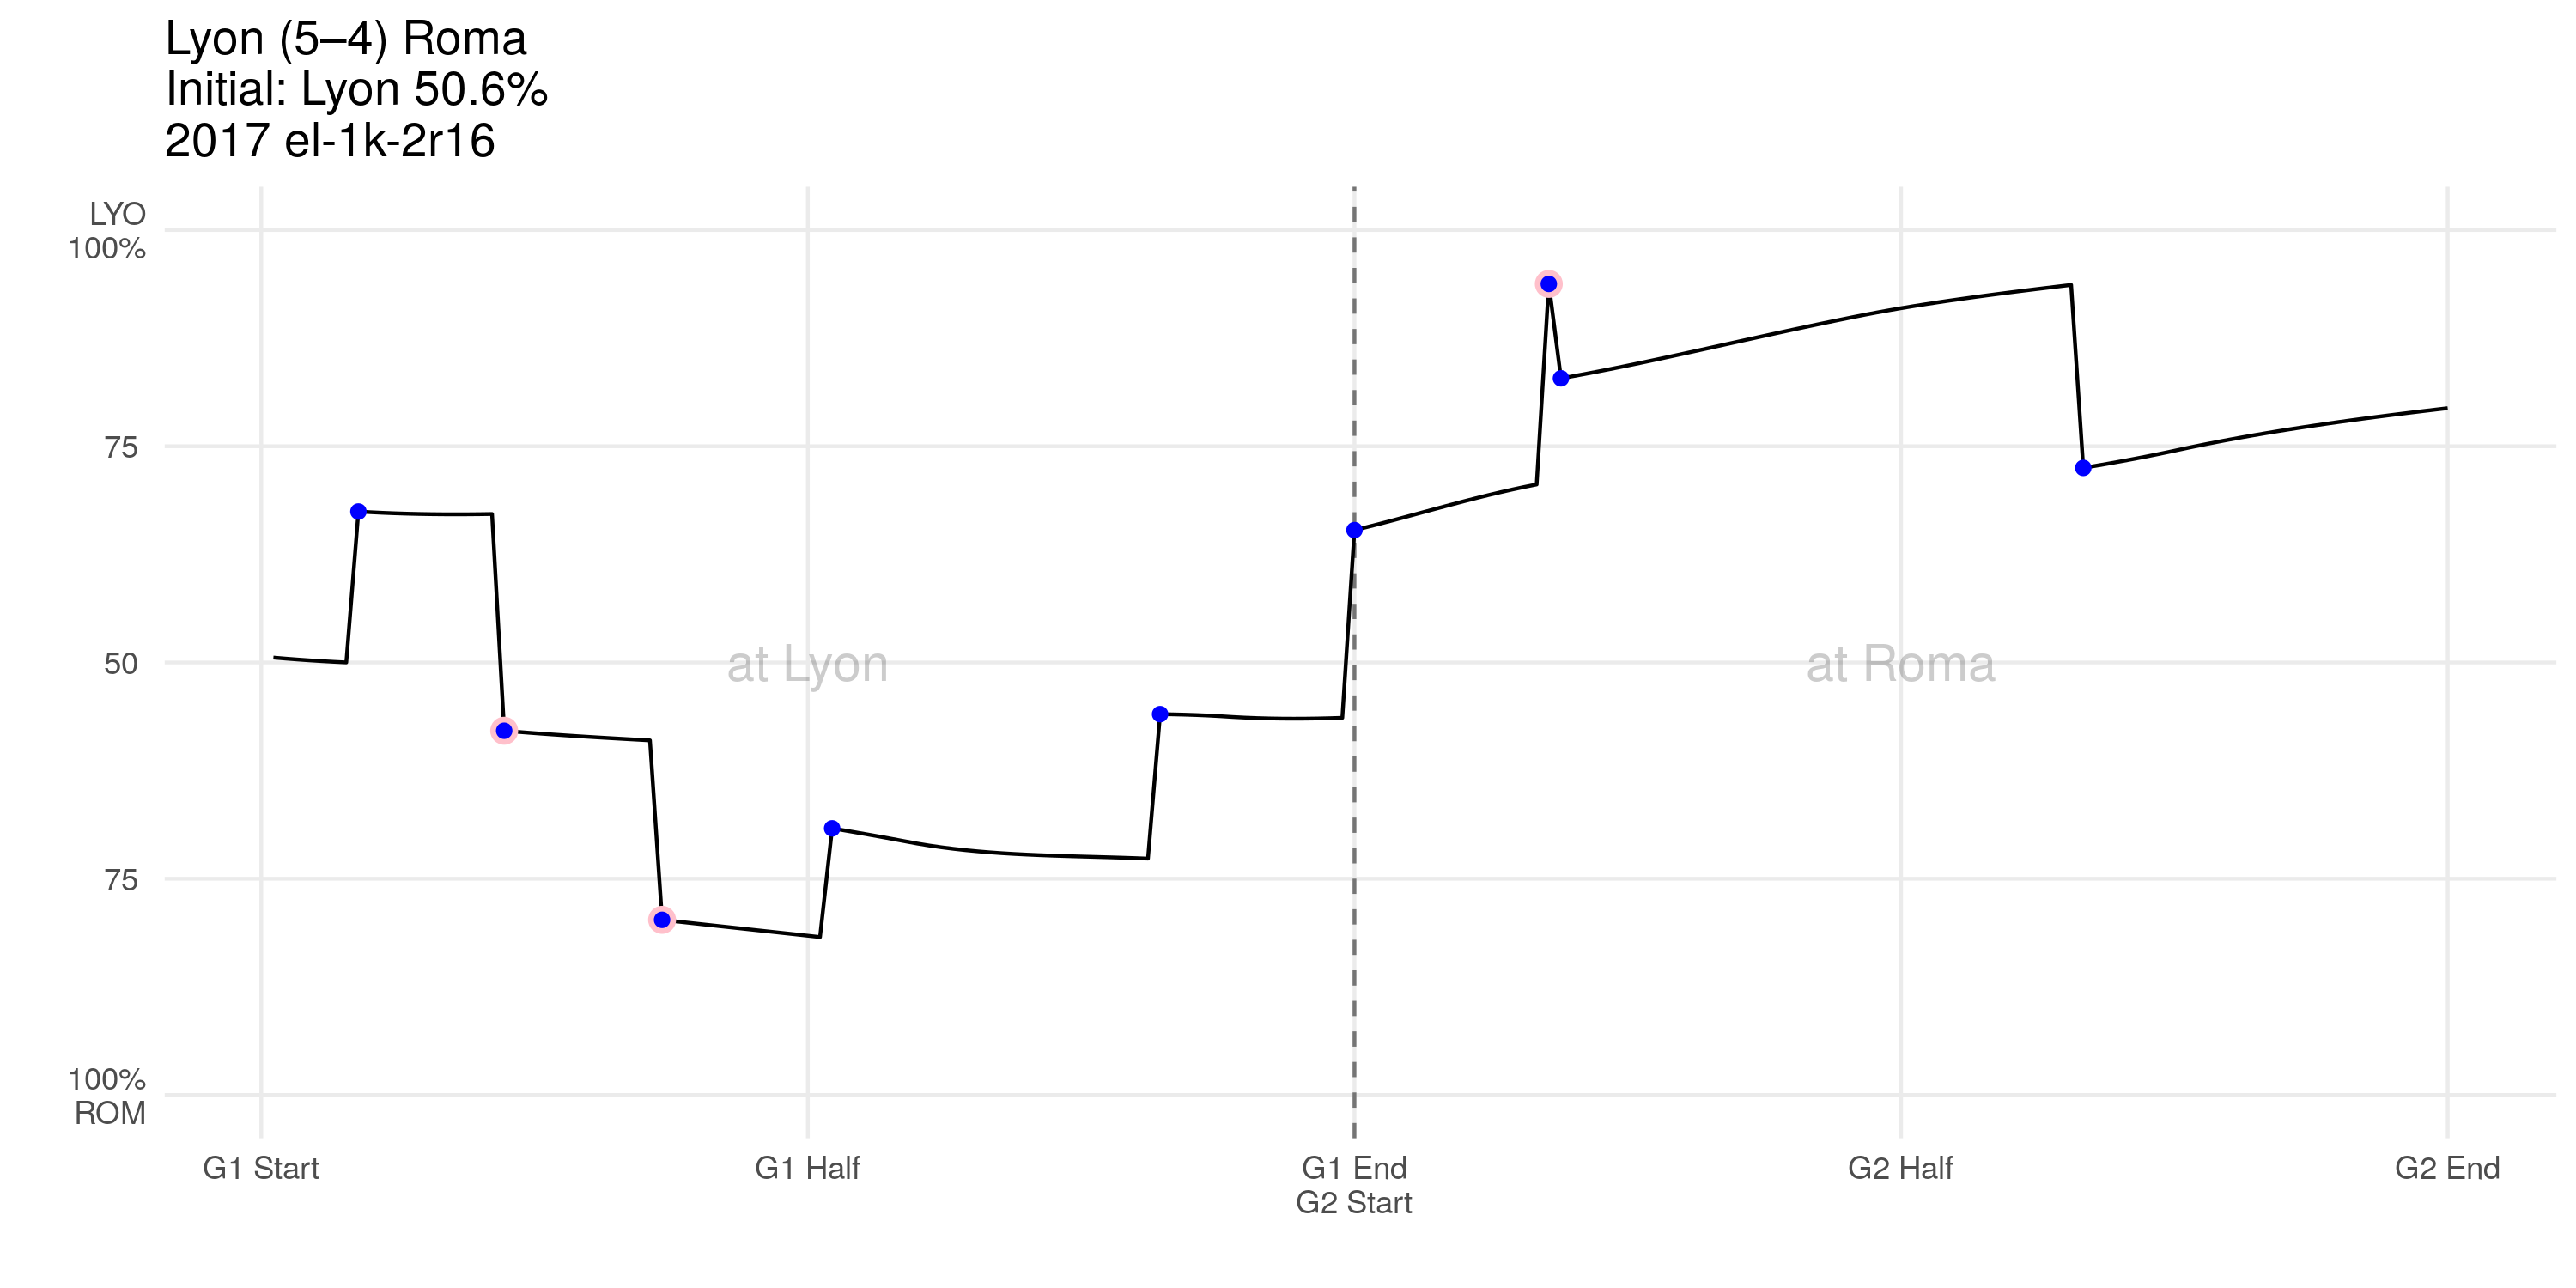 Lyon (5–4) Roma
Initial: Lyon 50.6%
2017 el-1k-2r16
LYO
100%
75
50
75
100%
ROM
at Lyon
at Roma
G1 Start
G1 Half
G1 End
G2 Start
G2 Half
G2 End